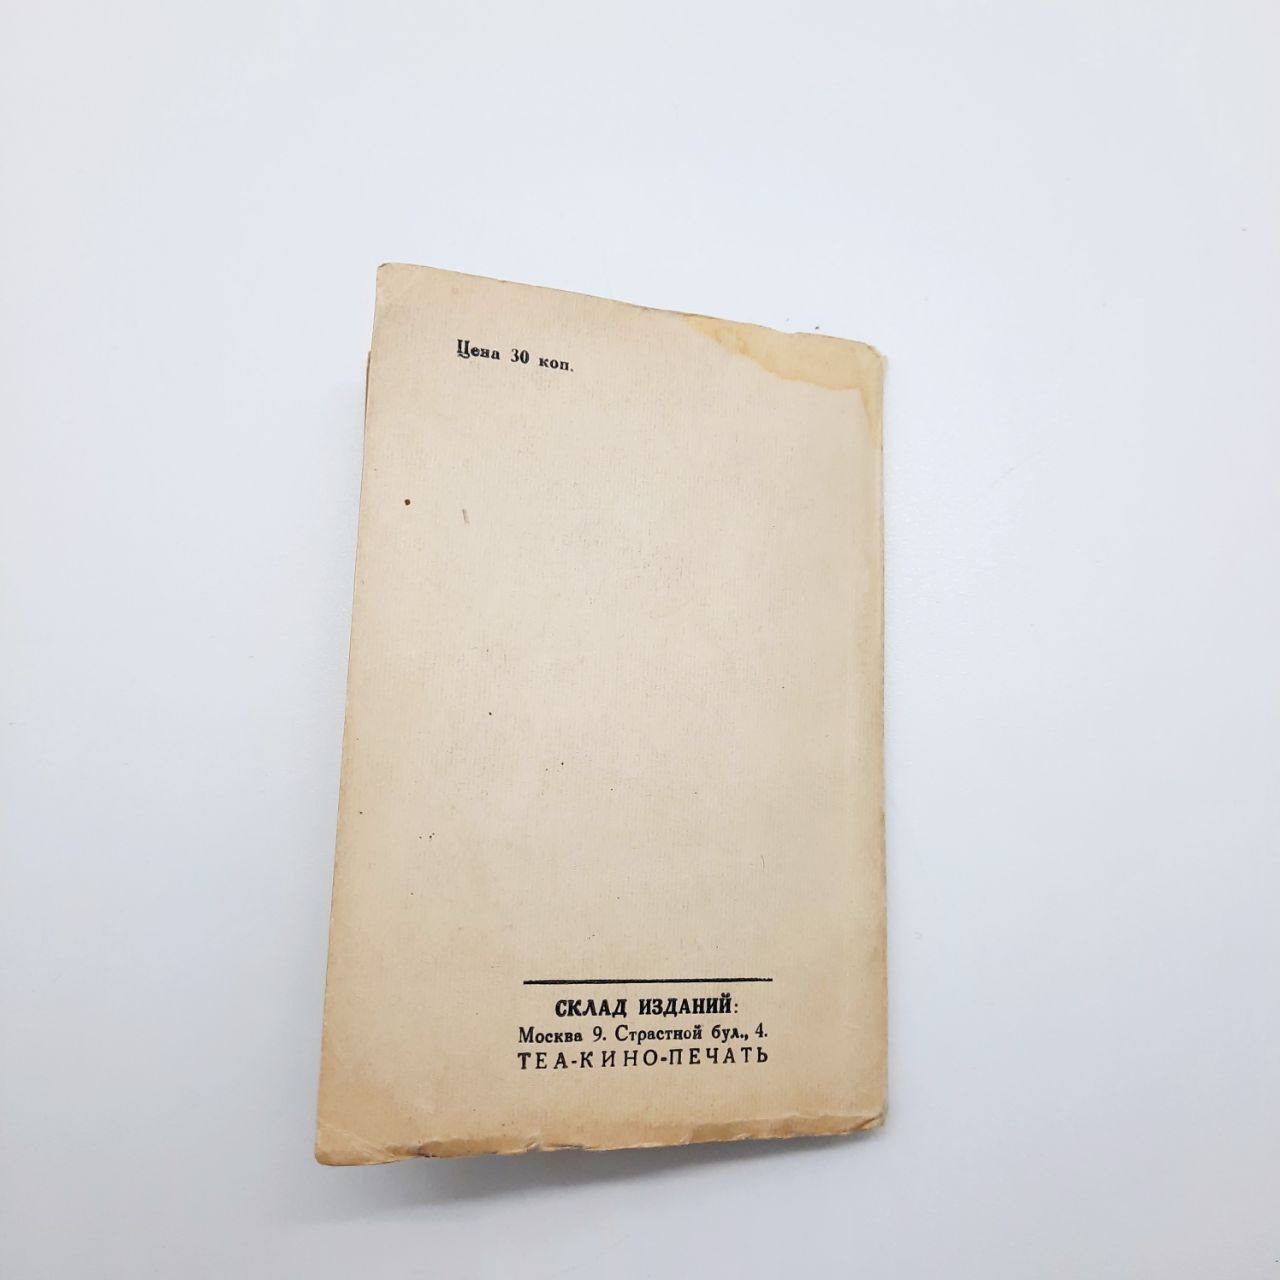 Цена 30 коп.
СКЛАД ИЗДАНИЙ:
Москва 9. Страстной бул., 4.
ТЕА-КИНО-ПЕЧАТЬ